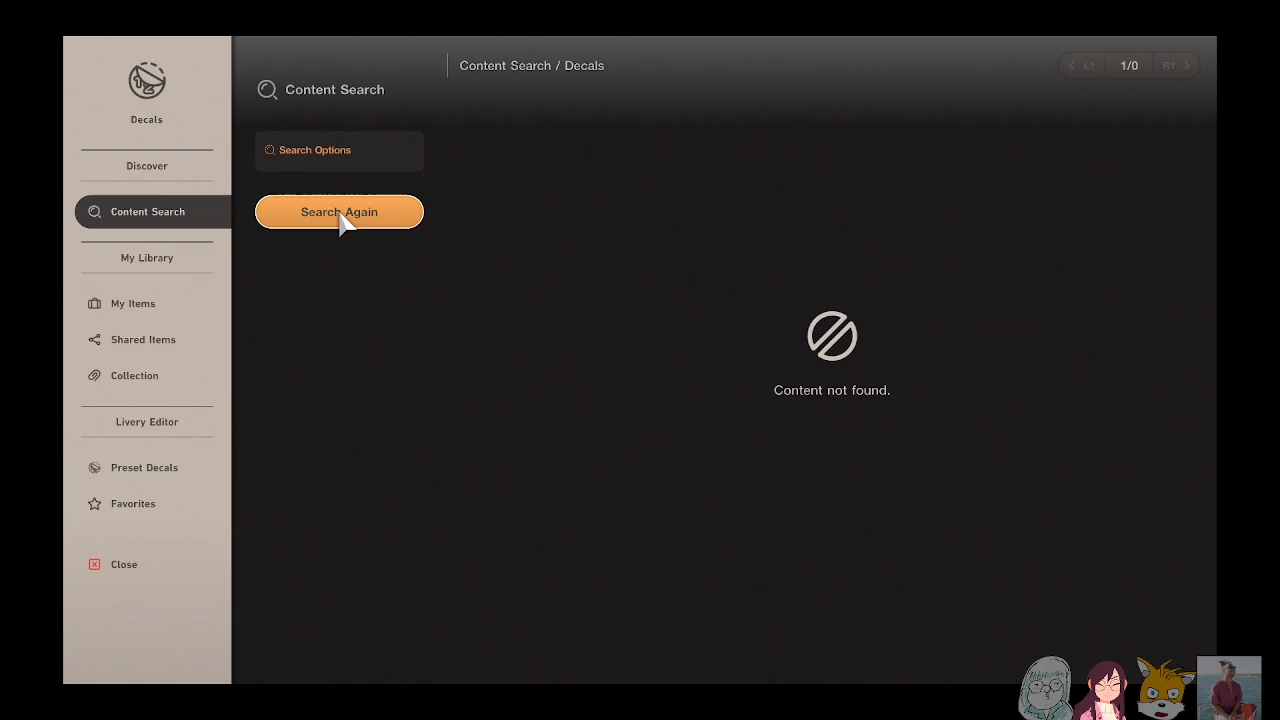 Decals
Discover
Content Search
My Library
My Items
Shared Items
Collection
Livery Editor
Preset Decals
Favorites
Close
Content Search
Search Options
Search Again
Content Search / Decals
L1 1/0 R1
Content not found.